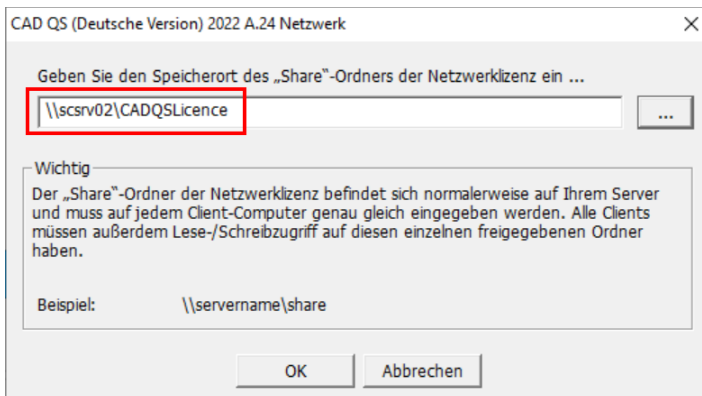 CAD QS (Deutsche Version) 2022 A.24 Netzwerk
Geben Sie den Speicherort des „Share"-Ordners der Netzwerklizenz ein ...
\\scsrv02\CADQSLicence
...
Wichtig
Der „Share"-Ordner der Netzwerklizenz befindet sich normalerweise auf Ihrem Server
und muss auf jedem Client-Computer genau gleich eingegeben werden. Alle Clients
müssen außerdem Lese-/Schreibzugriff auf diesen einzelnen freigegebenen Ordner
haben.
Beispiel: \\servername\share
OK Abbrechen